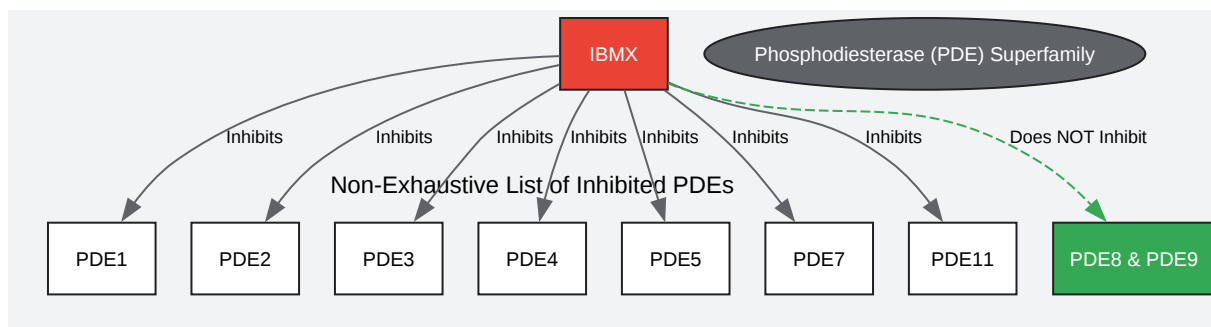 IBMX
Phosphodiesterase (PDE) Superfamily
Inhibits
Inhibits
Inhibits
Inhibits
Inhibits
Inhibits
Inhibits
Does NOT Inhibit
Non-Exhaustive List of Inhibited PDEs
PDE1
PDE2
PDE3
PDE4
PDE5
PDE7
PDE11
PDE8 & PDE9